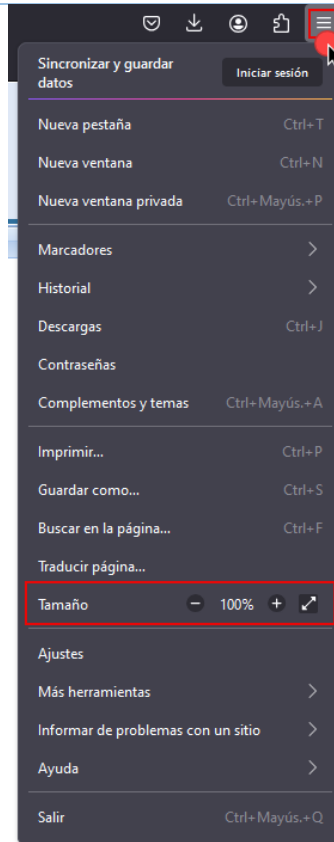 Sincronizar y guardar
datos
Iniciar sesión
Nueva pestaña Ctrl+T
Nueva ventana Ctrl+N
Nueva ventana privada Ctrl+Mayús.+P
Marcadores
Historial
Descargas Ctrl+J
Contraseñas
Complementos y temas Ctrl+Mayús.+A
Imprimir... Ctrl+P
Guardar como... Ctrl+S
Buscar en la página... Ctrl+F
Traducir página...
Tamaño − 100% +
Ajustes
Más herramientas
Informar de problemas con un sitio
Ayuda
Salir Ctrl+Mayús.+Q